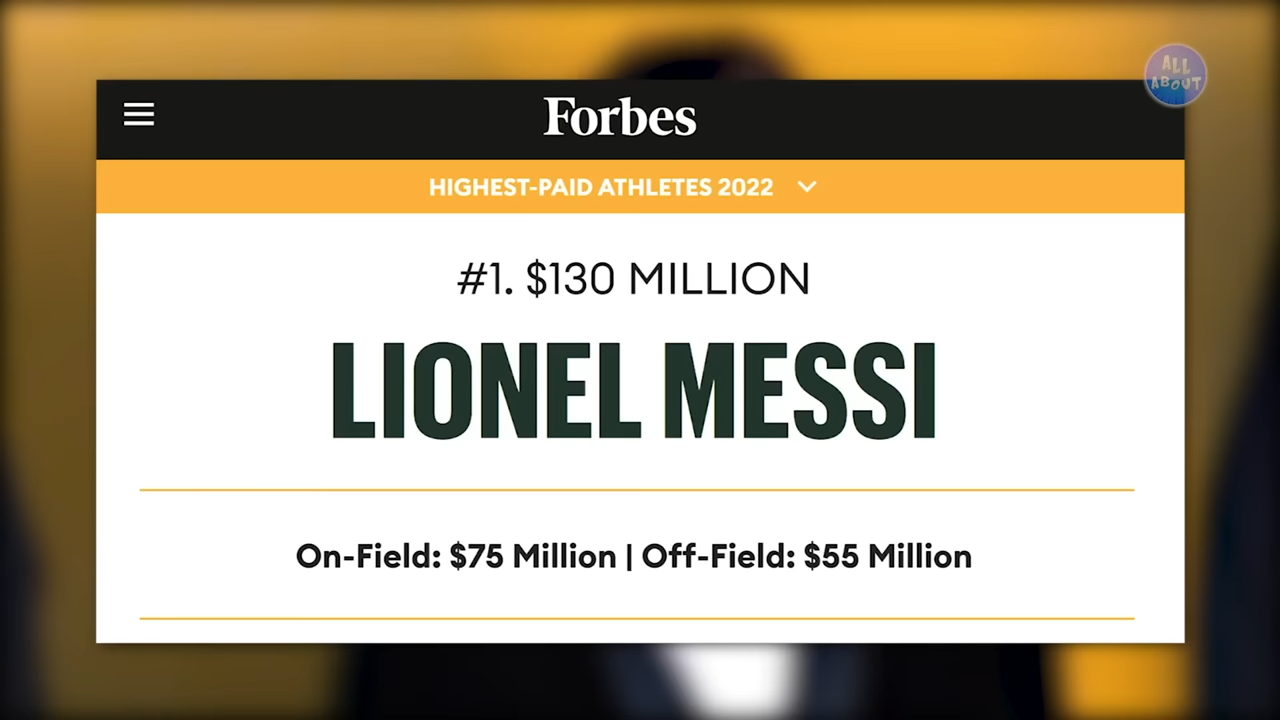 ALL
ABOUT
Forbes
HIGHEST-PAID ATHLETES 2022
#1. $130 MILLION
LIONEL MESSI
On-Field: $75 Million | Off-Field: $55 Million